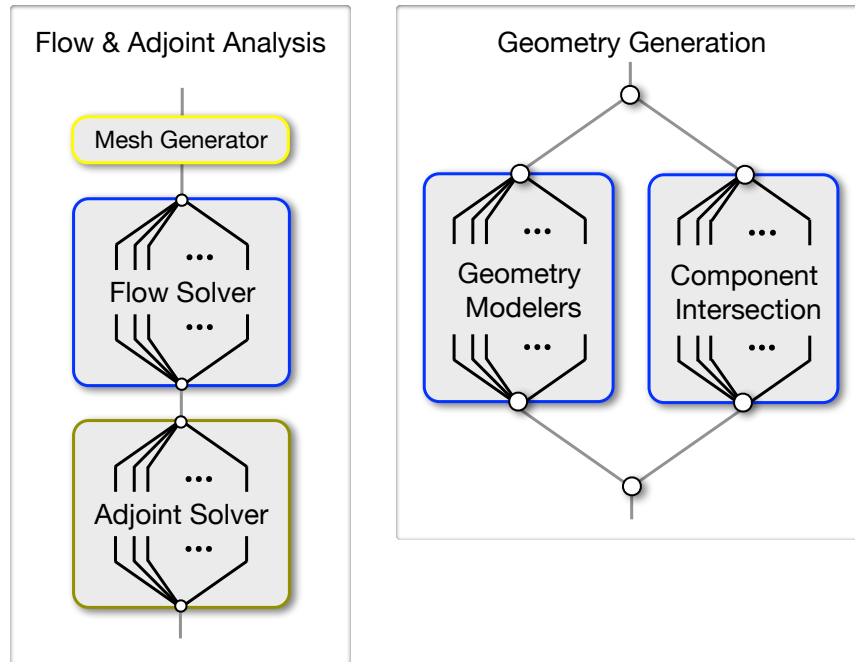 Flow & Adjoint Analysis
Mesh Generator
...
Flow Solver
...
...
Adjoint Solver
...
Geometry Generation
...
Geometry
Modelers
...
...
Component
Intersection
...